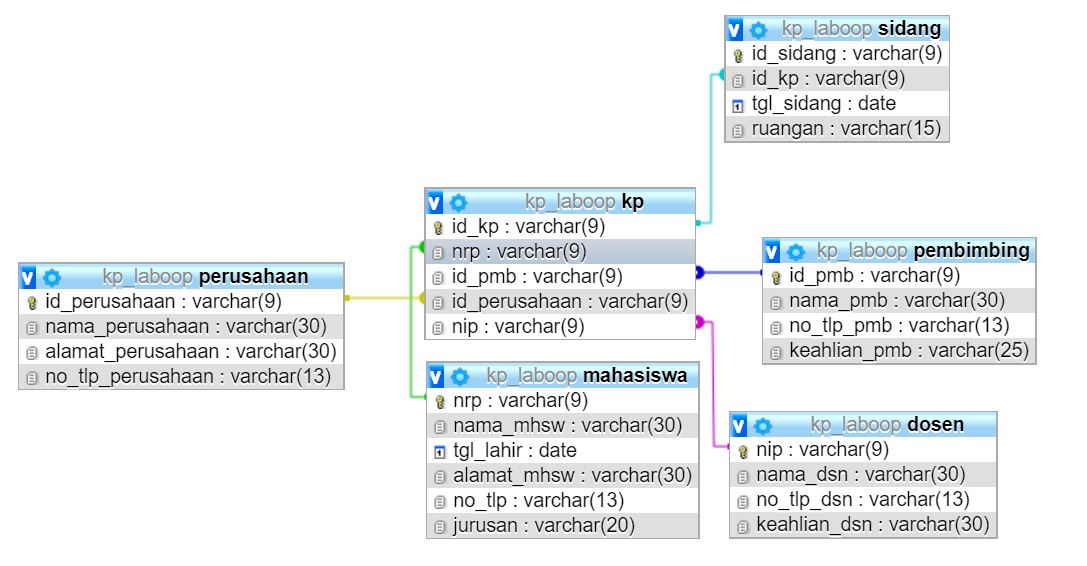 kp_laboop sidang
id_sidang : varchar(9)
id_kp : varchar(9)
tgl_sidang : date
ruangan : varchar(15)
kp_laboop kp
id_kp : varchar(9)
nrp : varchar(9)
id_pmb : varchar(9)
id_perusahaan : varchar(9)
nip : varchar(9)
kp_laboop pembimbing
id_pmb : varchar(9)
nama_pmb : varchar(30)
no_tlp_pmb : varchar(13)
keahlian_pmb : varchar(25)
kp_laboop perusahaan
id_perusahaan : varchar(9)
nama_perusahaan : varchar(30)
alamat_perusahaan : varchar(30)
no_tlp_perusahaan : varchar(13)
kp_laboop mahasiswa
nrp : varchar(9)
nama_mhsw : varchar(30)
tgl_lahir : date
alamat_mhsw : varchar(30)
no_tlp : varchar(13)
jurusan : varchar(20)
kp_laboop dosen
nip : varchar(9)
nama_dsn : varchar(30)
no_tlp_dsn : varchar(13)
keahlian_dsn : varchar(30)